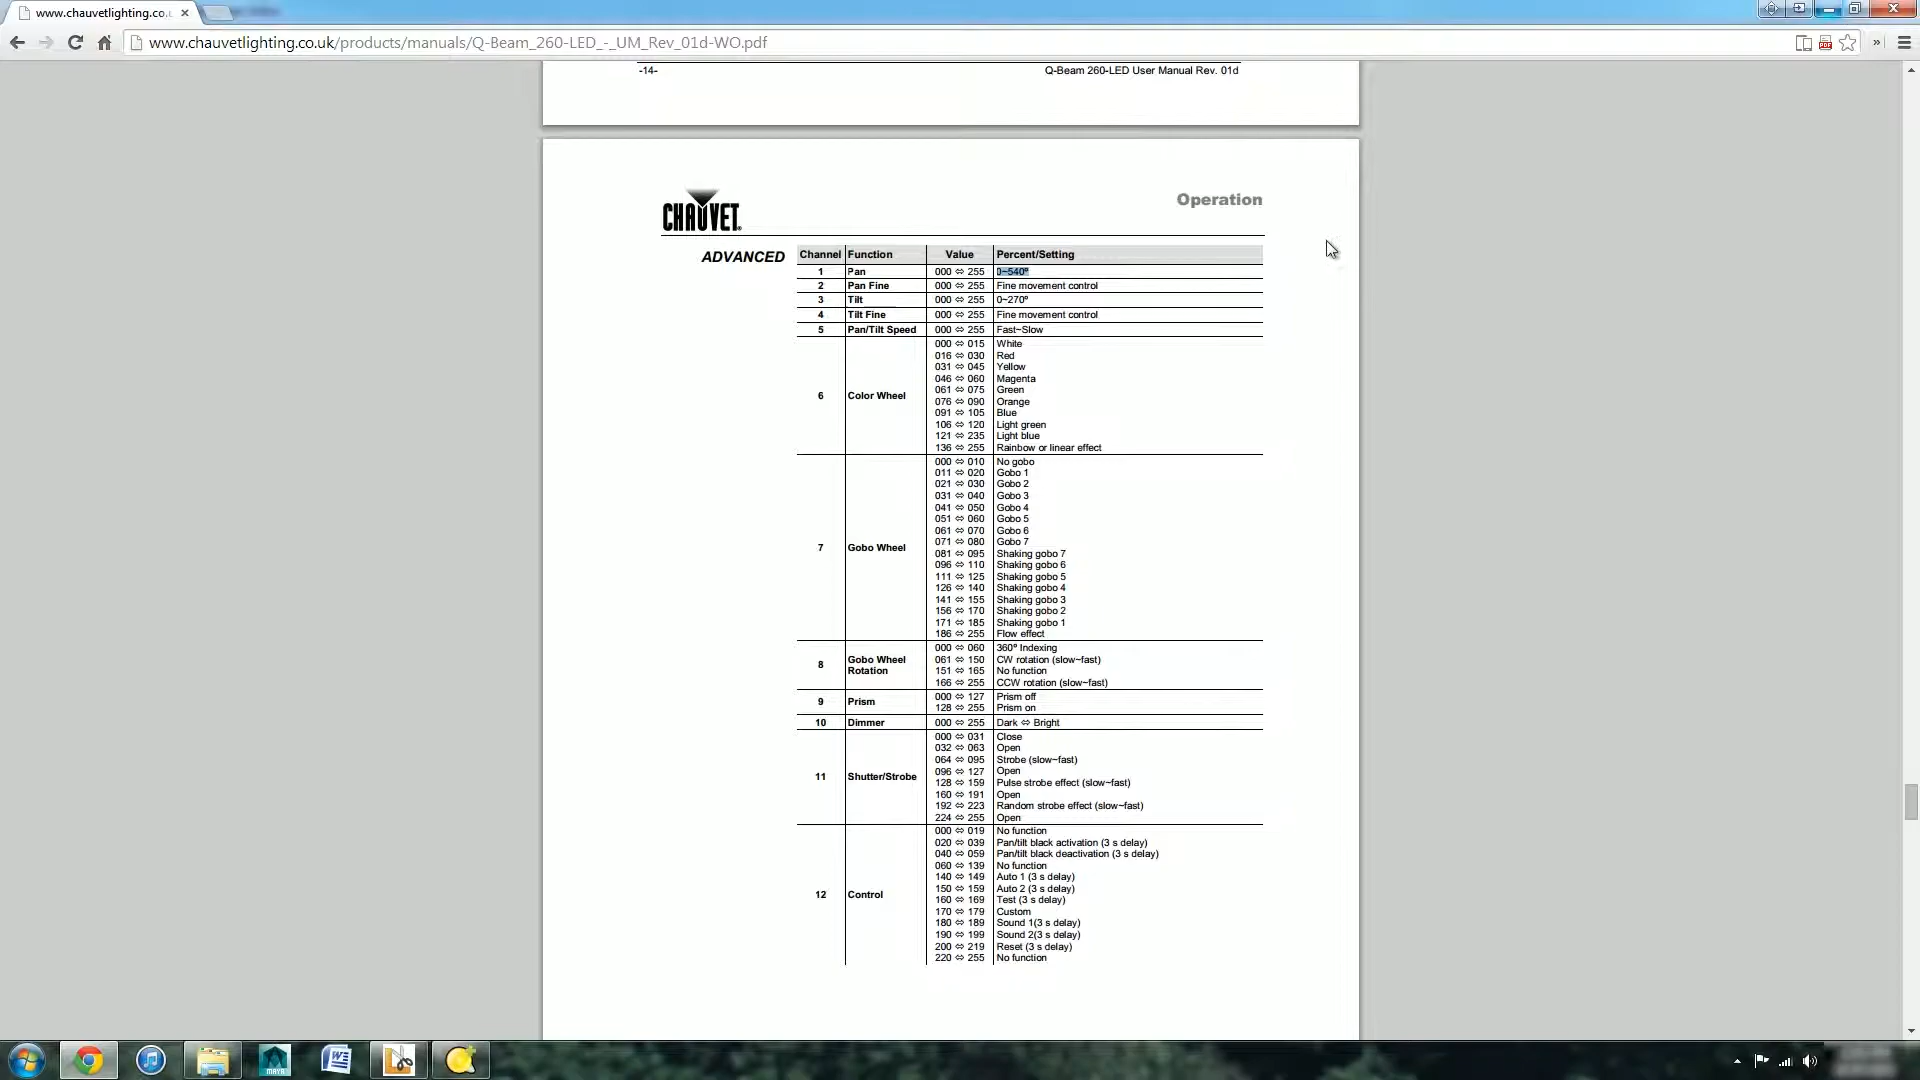 www.chauvetlighting.co.u
www.chauvetlighting.co.uk/products/manuals/Q-Beam_260-LED_-_UM_Rev_01d-WO.pdf
-14- Q-Beam 260-LED User Manual Rev. 01d
CHAUVET Operation
ADVANCED Channel Function Value Percent/Setting
1 Pan 000 ⇔ 255 0~540º
2 Pan Fine 000 ⇔ 255 Fine movement control
3 Tilt 000 ⇔ 255 0~270º
4 Tilt Fine 000 ⇔ 255 Fine movement control
5 Pan/Tilt Speed 000 ⇔ 255 Fast~Slow
6 Color Wheel
000 ⇔ 015 White
016 ⇔ 030 Red
031 ⇔ 045 Yellow
046 ⇔ 060 Magenta
061 ⇔ 075 Green
076 ⇔ 090 Orange
091 ⇔ 105 Blue
106 ⇔ 120 Light green
121 ⇔ 235 Light blue
136 ⇔ 255 Rainbow or linear effect
7 Gobo Wheel
000 ⇔ 010 No gobo
011 ⇔ 020 Gobo 1
021 ⇔ 030 Gobo 2
031 ⇔ 040 Gobo 3
041 ⇔ 050 Gobo 4
051 ⇔ 060 Gobo 5
061 ⇔ 070 Gobo 6
071 ⇔ 080 Gobo 7
081 ⇔ 095 Shaking gobo 7
096 ⇔ 110 Shaking gobo 6
111 ⇔ 125 Shaking gobo 5
126 ⇔ 140 Shaking gobo 4
141 ⇔ 155 Shaking gobo 3
156 ⇔ 170 Shaking gobo 2
171 ⇔ 185 Shaking gobo 1
186 ⇔ 255 Flow effect
8 Gobo Wheel
Rotation
000 ⇔ 060 360º Indexing
061 ⇔ 150 CW rotation (slow~fast)
151 ⇔ 165 No function
166 ⇔ 255 CCW rotation (slow~fast)
9 Prism
000 ⇔ 127 Prism off
128 ⇔ 255 Prism on
10 Dimmer 000 ⇔ 255 Dark ⇔ Bright
11 Shutter/Strobe
000 ⇔ 031 Close
032 ⇔ 063 Open
064 ⇔ 095 Strobe (slow~fast)
096 ⇔ 127 Open
128 ⇔ 159 Pulse strobe effect (slow~fast)
160 ⇔ 191 Open
192 ⇔ 223 Random strobe effect (slow~fast)
224 ⇔ 255 Open
12 Control
000 ⇔ 019 No function
020 ⇔ 039 Pan/tilt black activation (3 s delay)
040 ⇔ 059 Pan/tilt black deactivation (3 s delay)
060 ⇔ 139 No function
140 ⇔ 149 Auto 1 (3 s delay)
150 ⇔ 159 Auto 2 (3 s delay)
160 ⇔ 169 Test (3 s delay)
170 ⇔ 179 Custom
180 ⇔ 189 Sound 1(3 s delay)
190 ⇔ 199 Sound 2(3 s delay)
200 ⇔ 219 Reset (3 s delay)
220 ⇔ 255 No function